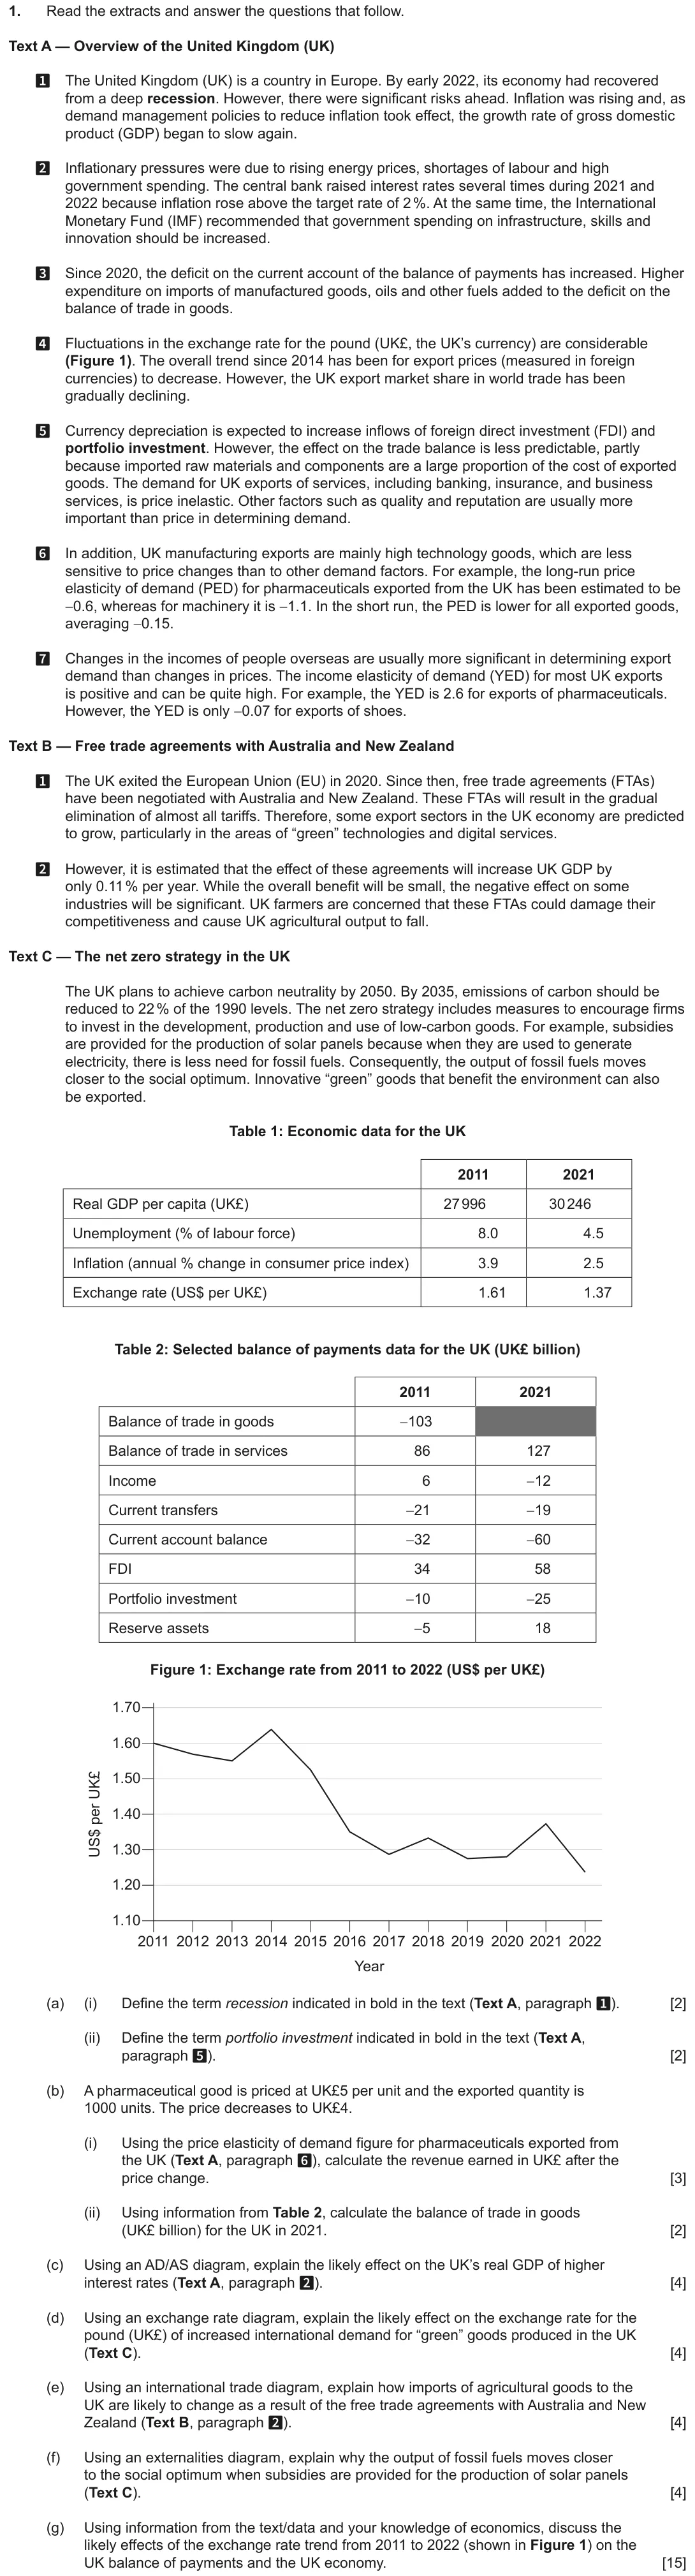 1. Read the extracts and answer the questions that follow.
Text A — Overview of the United Kingdom (UK)
1 The United Kingdom (UK) is a country in Europe. By early 2022, its economy had recovered
from a deep recession. However, there were significant risks ahead. Inflation was rising and, as
demand management policies to reduce inflation took effect, the growth rate of gross domestic
product (GDP) began to slow again.
2 Inflationary pressures were due to rising energy prices, shortages of labour and high
government spending. The central bank raised interest rates several times during 2021 and
2022 because inflation rose above the target rate of 2 %. At the same time, the International
Monetary Fund (IMF) recommended that government spending on infrastructure, skills and
innovation should be increased.
3 Since 2020, the deficit on the current account of the balance of payments has increased. Higher
expenditure on imports of manufactured goods, oils and other fuels added to the deficit on the
balance of trade in goods.
4 Fluctuations in the exchange rate for the pound (UK£, the UK's currency) are considerable
(Figure 1). The overall trend since 2014 has been for export prices (measured in foreign
currencies) to decrease. However, the UK export market share in world trade has been
gradually declining.
5 Currency depreciation is expected to increase inflows of foreign direct investment (FDI) and
portfolio investment. However, the effect on the trade balance is less predictable, partly
because imported raw materials and components are a large proportion of the cost of exported
goods. The demand for UK exports of services, including banking, insurance, and business
services, is price inelastic. Other factors such as quality and reputation are usually more
important than price in determining demand.
6 In addition, UK manufacturing exports are mainly high technology goods, which are less
sensitive to price changes than to other demand factors. For example, the long-run price
elasticity of demand (PED) for pharmaceuticals exported from the UK has been estimated to be
−0.6, whereas for machinery it is −1.1. In the short run, the PED is lower for all exported goods,
averaging −0.15.
7 Changes in the incomes of people overseas are usually more significant in determining export
demand than changes in prices. The income elasticity of demand (YED) for most UK exports
is positive and can be quite high. For example, the YED is 2.6 for exports of pharmaceuticals.
However, the YED is only −0.07 for exports of shoes.
Text B — Free trade agreements with Australia and New Zealand
1 The UK exited the European Union (EU) in 2020. Since then, free trade agreements (FTAs)
have been negotiated with Australia and New Zealand. These FTAs will result in the gradual
elimination of almost all tariffs. Therefore, some export sectors in the UK economy are predicted
to grow, particularly in the areas of “green” technologies and digital services.
2 However, it is estimated that the effect of these agreements will increase UK GDP by
only 0.11 % per year. While the overall benefit will be small, the negative effect on some
industries will be significant. UK farmers are concerned that these FTAs could damage their
competitiveness and cause UK agricultural output to fall.
Text C — The net zero strategy in the UK
The UK plans to achieve carbon neutrality by 2050. By 2035, emissions of carbon should be
reduced to 22 % of the 1990 levels. The net zero strategy includes measures to encourage firms
to invest in the development, production and use of low-carbon goods. For example, subsidies
are provided for the production of solar panels because when they are used to generate
electricity, there is less need for fossil fuels. Consequently, the output of fossil fuels moves
closer to the social optimum. Innovative “green” goods that benefit the environment can also
be exported.
Table 1: Economic data for the UK
2011 2021
Real GDP per capita (UK£) 27 996 30 246
Unemployment (% of labour force) 8.0 4.5
Inflation (annual % change in consumer price index) 3.9 2.5
Exchange rate (US$ per UK£) 1.61 1.37
Table 2: Selected balance of payments data for the UK (UK£ billion)
2011 2021
Balance of trade in goods −103
Balance of trade in services 86 127
Income 6 −12
Current transfers −21 −19
Current account balance −32 −60
FDI 34 58
Portfolio investment −10 −25
Reserve assets −5 18
Figure 1: Exchange rate from 2011 to 2022 (US$ per UK£)
1.70
1.60
1.50
1.40
1.30
1.20
1.10
US$ per UK£
2011 2012 2013 2014 2015 2016 2017 2018 2019 2020 2021 2022
Year
(a) (i) Define the term recession indicated in bold in the text (Text A, paragraph 1). [2]
(ii) Define the term portfolio investment indicated in bold in the text (Text A,
paragraph 5). [2]
(b) A pharmaceutical good is priced at UK£5 per unit and the exported quantity is
1000 units. The price decreases to UK£4.
(i) Using the price elasticity of demand figure for pharmaceuticals exported from
the UK (Text A, paragraph 6), calculate the revenue earned in UK£ after the
price change. [3]
(ii) Using information from Table 2, calculate the balance of trade in goods
(UK£ billion) for the UK in 2021. [2]
(c) Using an AD/AS diagram, explain the likely effect on the UK's real GDP of higher
interest rates (Text A, paragraph 2). [4]
(d) Using an exchange rate diagram, explain the likely effect on the exchange rate for the
pound (UK£) of increased international demand for “green” goods produced in the UK
(Text C). [4]
(e) Using an international trade diagram, explain how imports of agricultural goods to the
UK are likely to change as a result of the free trade agreements with Australia and New
Zealand (Text B, paragraph 2). [4]
(f) Using an externalities diagram, explain why the output of fossil fuels moves closer
to the social optimum when subsidies are provided for the production of solar panels
(Text C). [4]
(g) Using information from the text/data and your knowledge of economics, discuss the
likely effects of the exchange rate trend from 2011 to 2022 (shown in Figure 1) on the
UK balance of payments and the UK economy. [15]